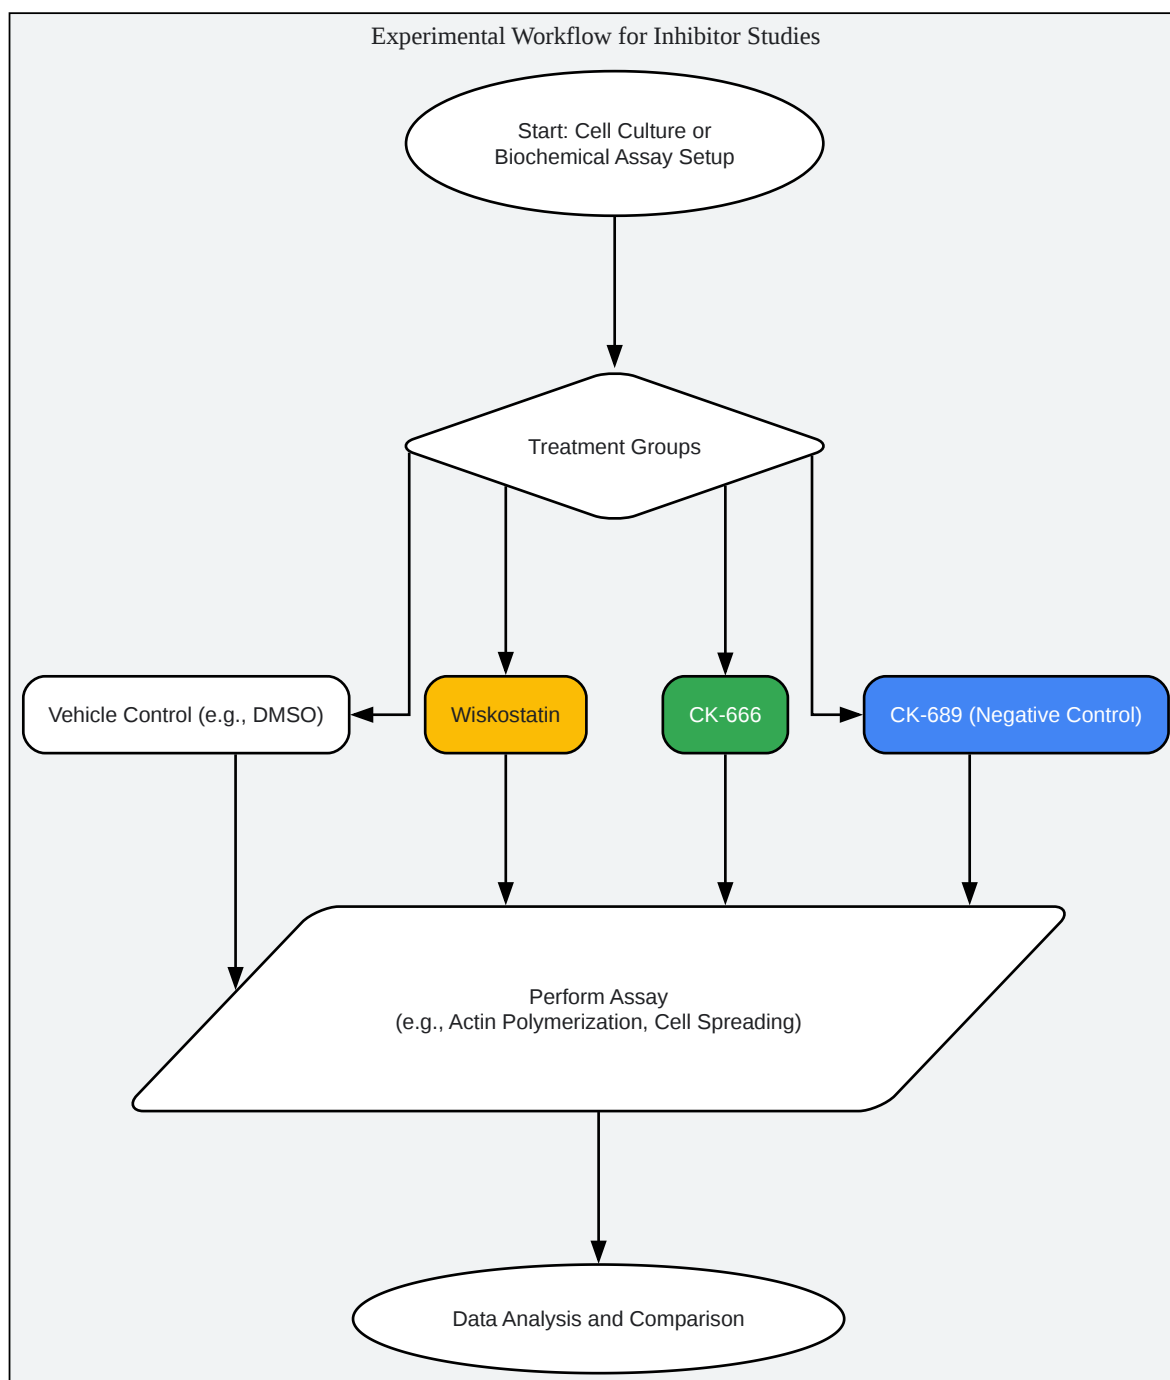 Experimental Workflow for Inhibitor Studies
Start: Cell Culture or
Biochemical Assay Setup
Treatment Groups
Vehicle Control (e.g., DMSO)
Wiskostatin
CK-666
CK-689 (Negative Control)
Perform Assay
(e.g., Actin Polymerization, Cell Spreading)
Data Analysis and Comparison